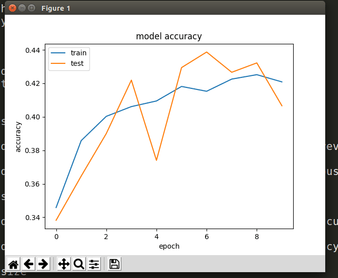 Figure 1
model accuracy
train
test
0.44
0.42
0.40
0.38
0.36
0.34
accuracy
0 2 4 6 8
epoch
size